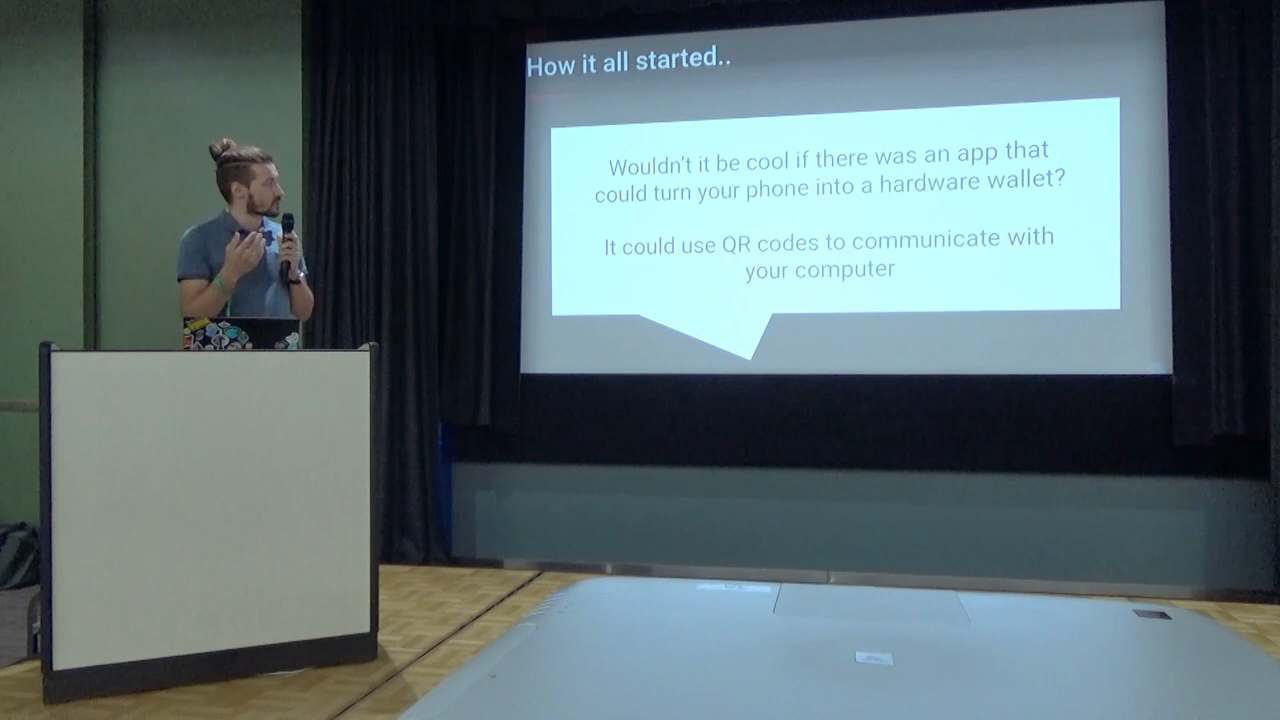 How it all started..
Wouldn't it be cool if there was an app that
could turn your phone into a hardware wallet?
It could use QR codes to communicate with
your computer